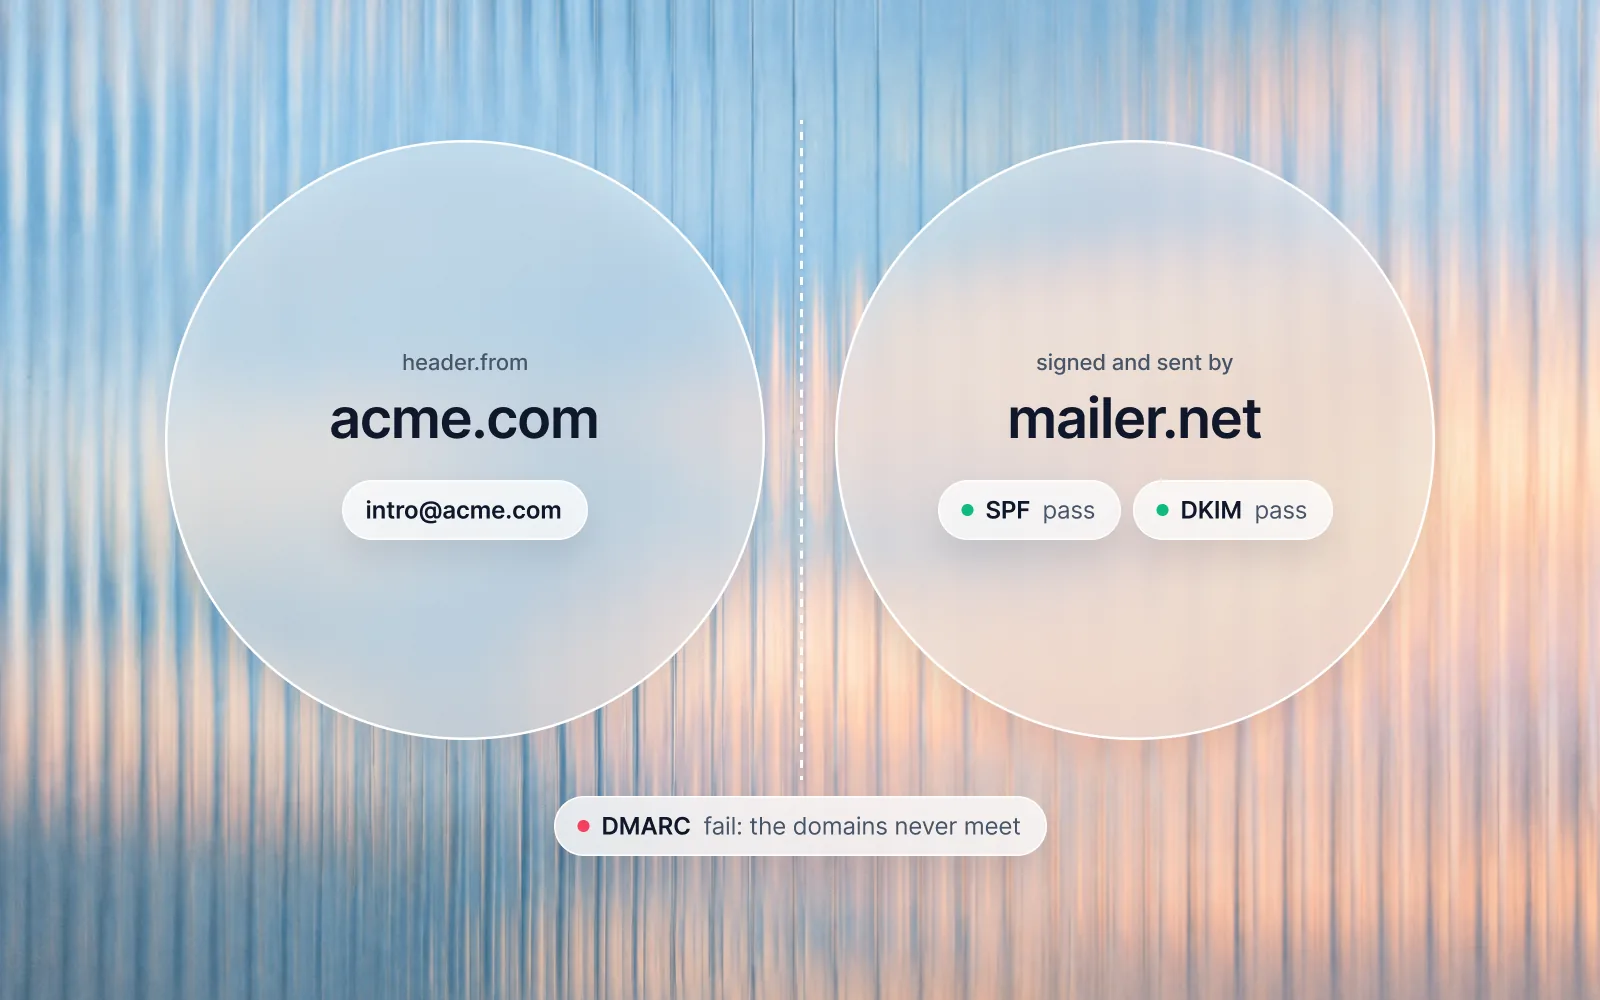 header.from
acme.com
intro@acme.com
signed and sent by
mailer.net
SPF pass
DKIM pass
DMARC fail: the domains never meet